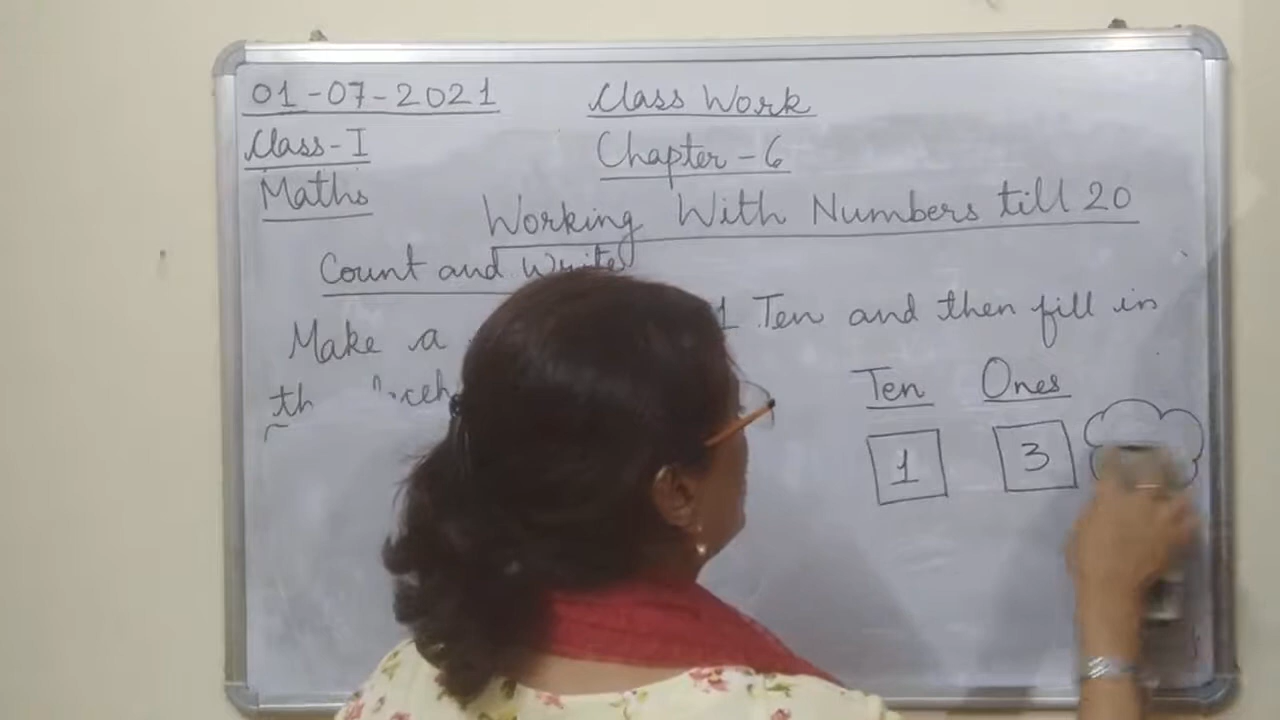 01-07-2021 Class Work
Class-I Chapter-6
Maths
Working With Numbers till 20
Count and Write
Make a 1 Ten and then fill in
Ten Ones
1 3